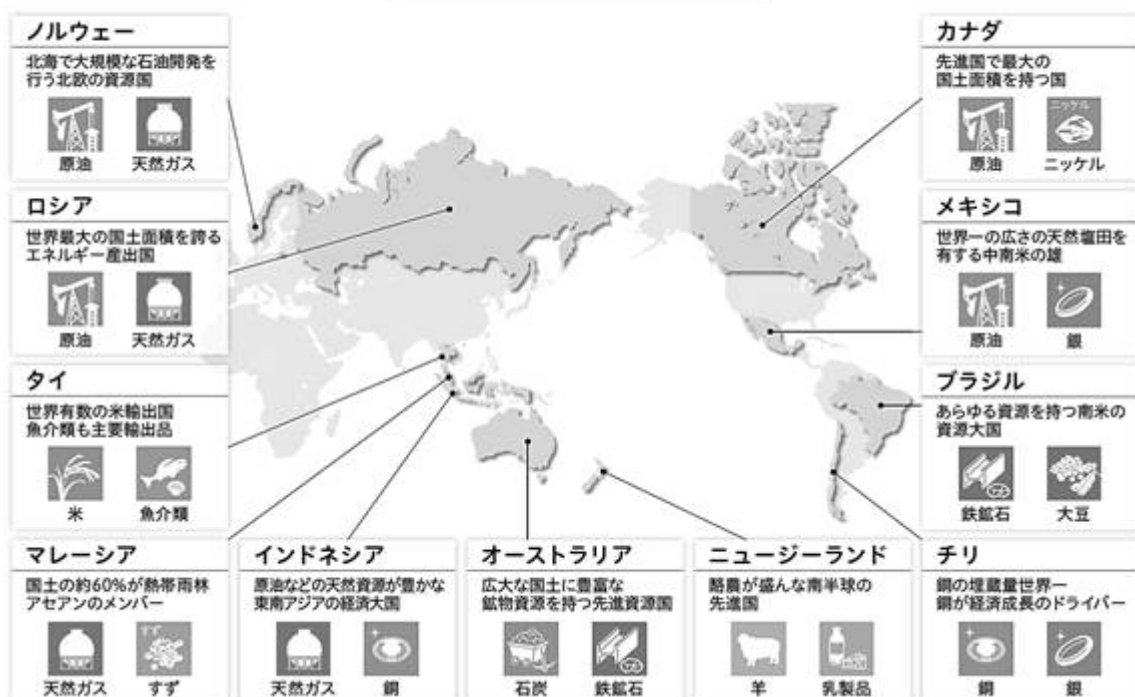 ノルウェー
北海で大規模な石油開発を
行う北欧の資源国
原油
天然ガス
ロシア
世界最大の国土面積を誇る
エネルギー産出国
原油
天然ガス
タイ
世界有数の米輸出国
魚介類も主要輸出品
米
魚介類
カナダ
先進国で最大の
国土面積を持つ国
ニッケル
原油
ニッケル
メキシコ
世界一の広さの天然塩田を
有する中南米の雄
原油
銀
ブラジル
あらゆる資源を持つ南米の
資源大国
鉄鉱石
大豆
マレーシア
国土の約60%が熱帯雨林
アセアンのメンバー
すず
天然ガス
すず
インドネシア
原油などの天然資源が豊かな
東南アジアの経済大国
天然ガス
銅
オーストラリア
広大な国土に豊富な
鉱物資源を持つ先進資源国
石炭
鉄鉱石
ニュージーランド
酪農が盛んな南半球の
先進国
羊
乳製品
チリ
銅の埋蔵量世界一
銅が経済成長のドライバー
銅
銀